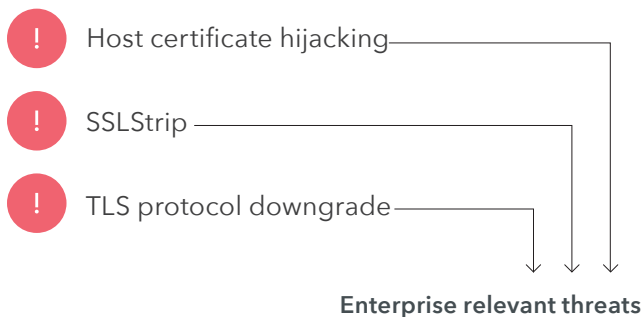 ! Host certificate hijacking
! SSLStrip
! TLS protocol downgrade
Enterprise relevant threats